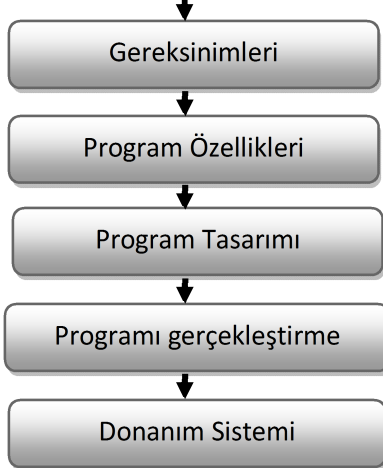 Gereksinimleri
Program Özellikleri
Program Tasarımı
Programı gerçekleştirme
Donanım Sistemi